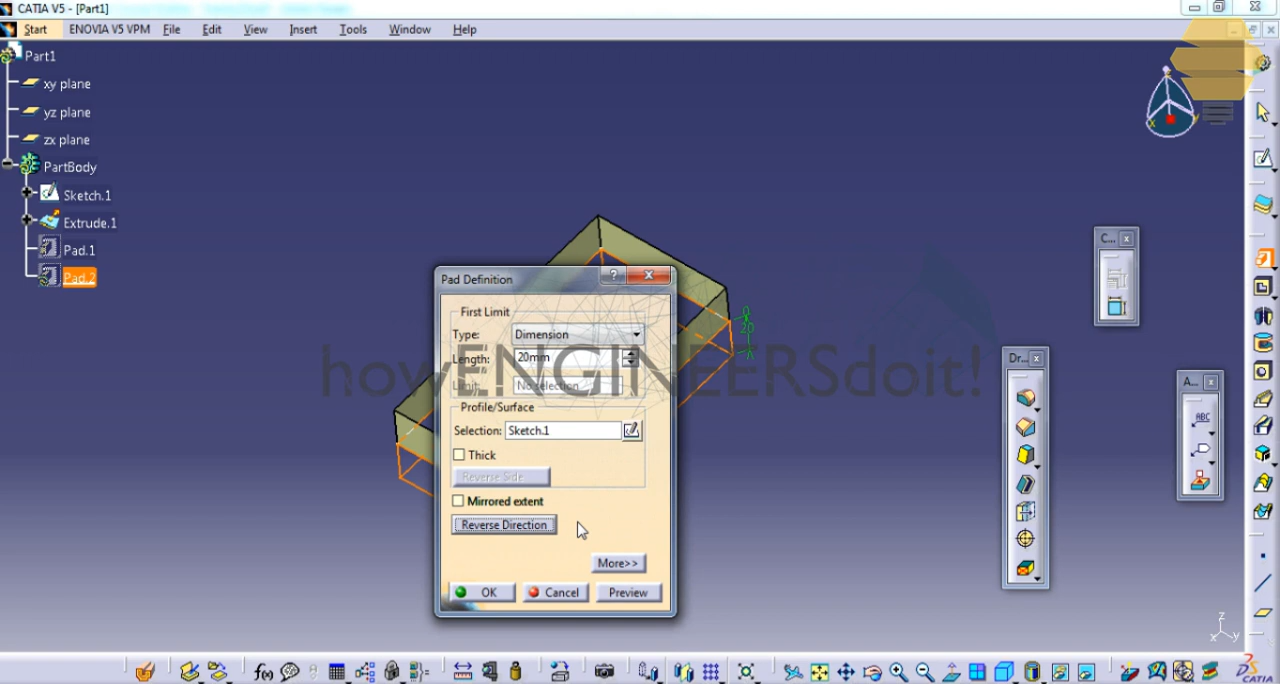 CATIA V5 - [Part1]
Start ENOVIA V5 VPM File Edit View Insert Tools Window Help
Part1
xy plane
yz plane
zx plane
PartBody
Sketch.1
Extrude.1
Pad.1
Pad.2
C...
20
Pad Definition
First Limit
Type: Dimension
Length: 20mm
Limit: No selection
howENGINEERSdoit!
Profile/Surface
Selection: Sketch.1
Thick
Reverse Side
Mirrored extent
Reverse Direction
More>>
OK Cancel Preview
Dr...
A...
ABC
z
x y
f(x)
CATIA